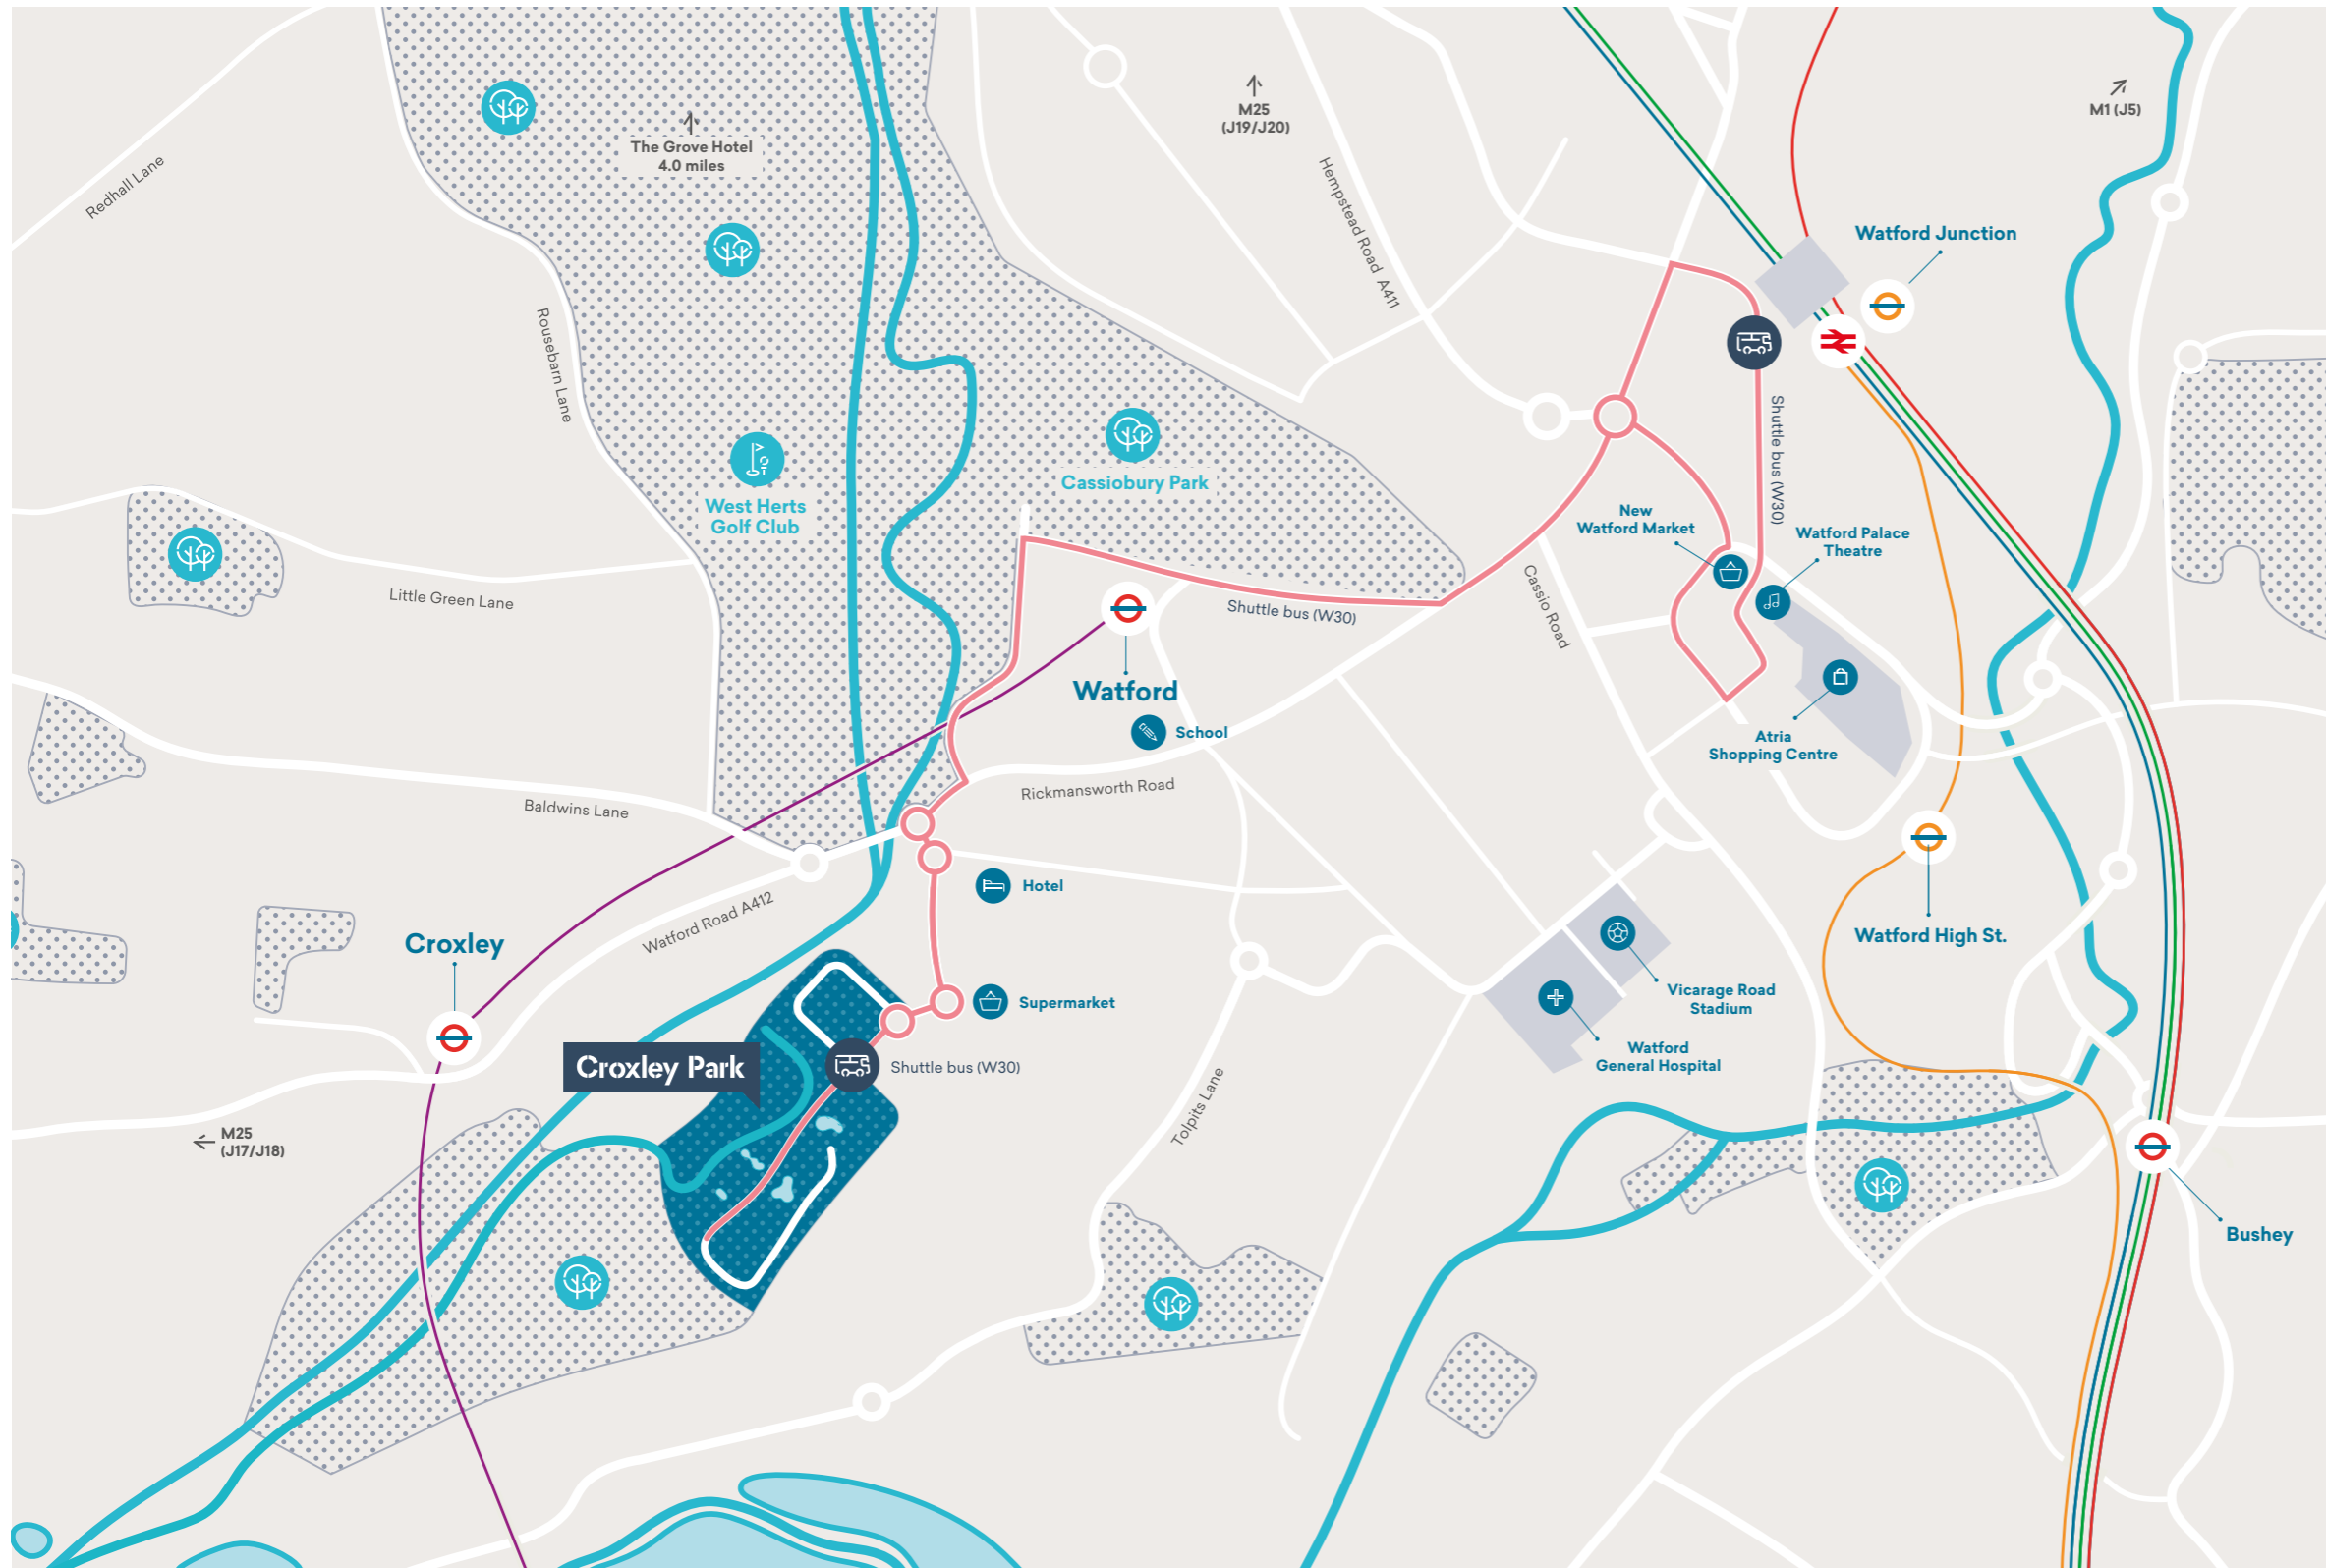 M25
(J19/J20)
M1 (J5)
The Grove Hotel
4.0 miles
Redhall Lane
Hempstead Road A411
Watford Junction
Rousebarn Lane
Shuttle bus (W30)
Cassiobury Park
West Herts
Golf Club
New
Watford Market
Watford Palace
Theatre
Little Green Lane
Shuttle bus (W30)
Cassio Road
Watford
School
Atria
Shopping Centre
Rickmansworth Road
Baldwins Lane
Hotel
Watford Road A412
Croxley
Watford High St.
Supermarket
Vicarage Road
Stadium
Croxley Park
Shuttle bus (W30)
Watford
General Hospital
Tolpits Lane
M25
(J17/J18)
Bushey